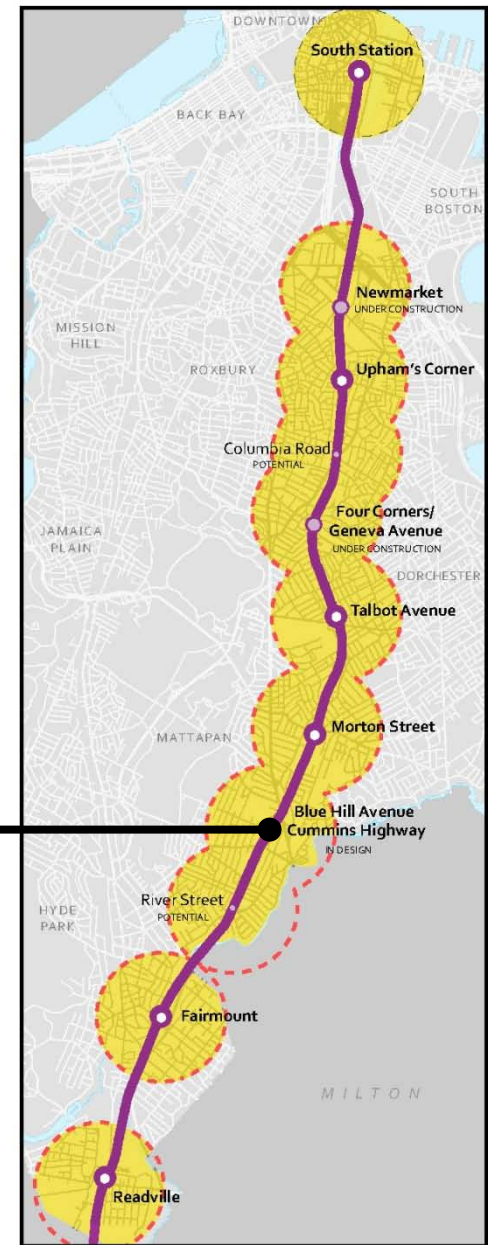 DOWNTOWN
South Station
BACK BAY
SOUTH
BOSTON
Newmarket
UNDER CONSTRUCTION
MISSION
HILL
ROXBURY
Upham's Corner
Columbia Road
POTENTIAL
Four Corners/
Geneva Avenue
UNDER CONSTRUCTION
JAMAICA
PLAIN
DORCHESTER
Talbot Avenue
Morton Street
MATTAPAN
Blue Hill Avenue
Cummins Highway
IN DESIGN
River Street
POTENTIAL
HYDE
PARK
Fairmount
MILTON
Readville